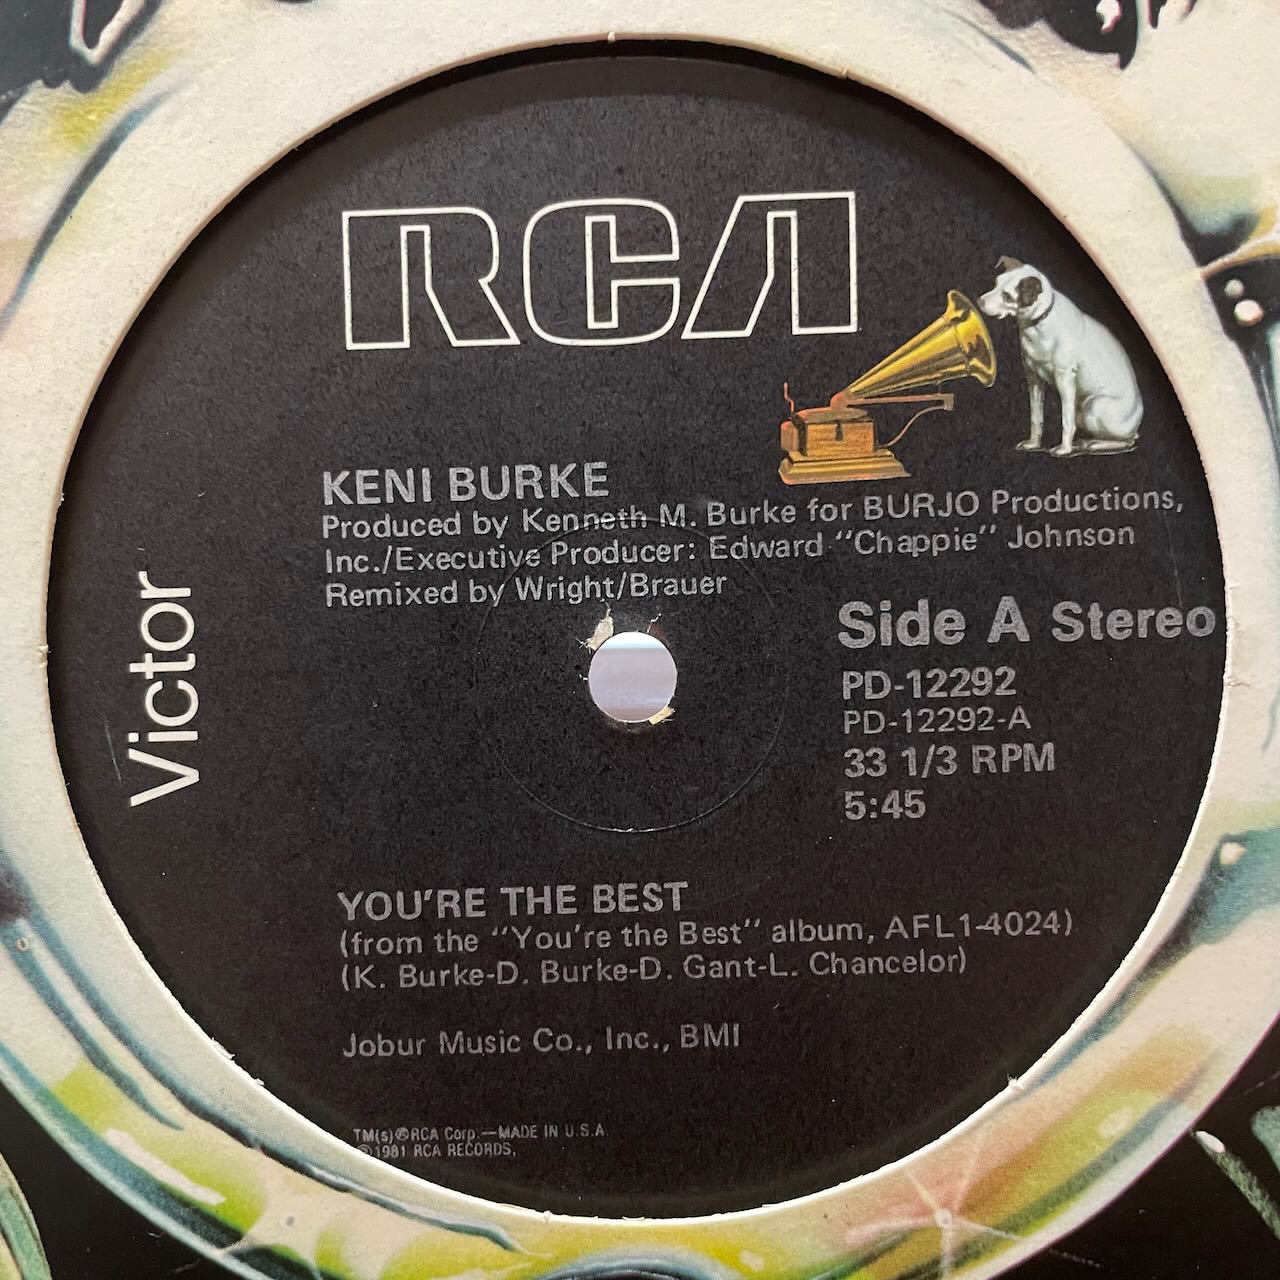 RCA
Victor
KENI BURKE
Produced by Kenneth M. Burke for BURJO Productions,
Inc./Executive Producer: Edward "Chappie" Johnson
Remixed by Wright/Brauer
Side A Stereo
PD-12292
PD-12292-A
33 1/3 RPM
5:45
YOU'RE THE BEST
(from the "You're the Best" album, AFL1-4024)
(K. Burke-D. Burke-D. Gant-L. Chancelor)
Jobur Music Co., Inc., BMI
TM(s)®RCA Corp.—MADE IN U.S.A.
℗1981 RCA RECORDS,